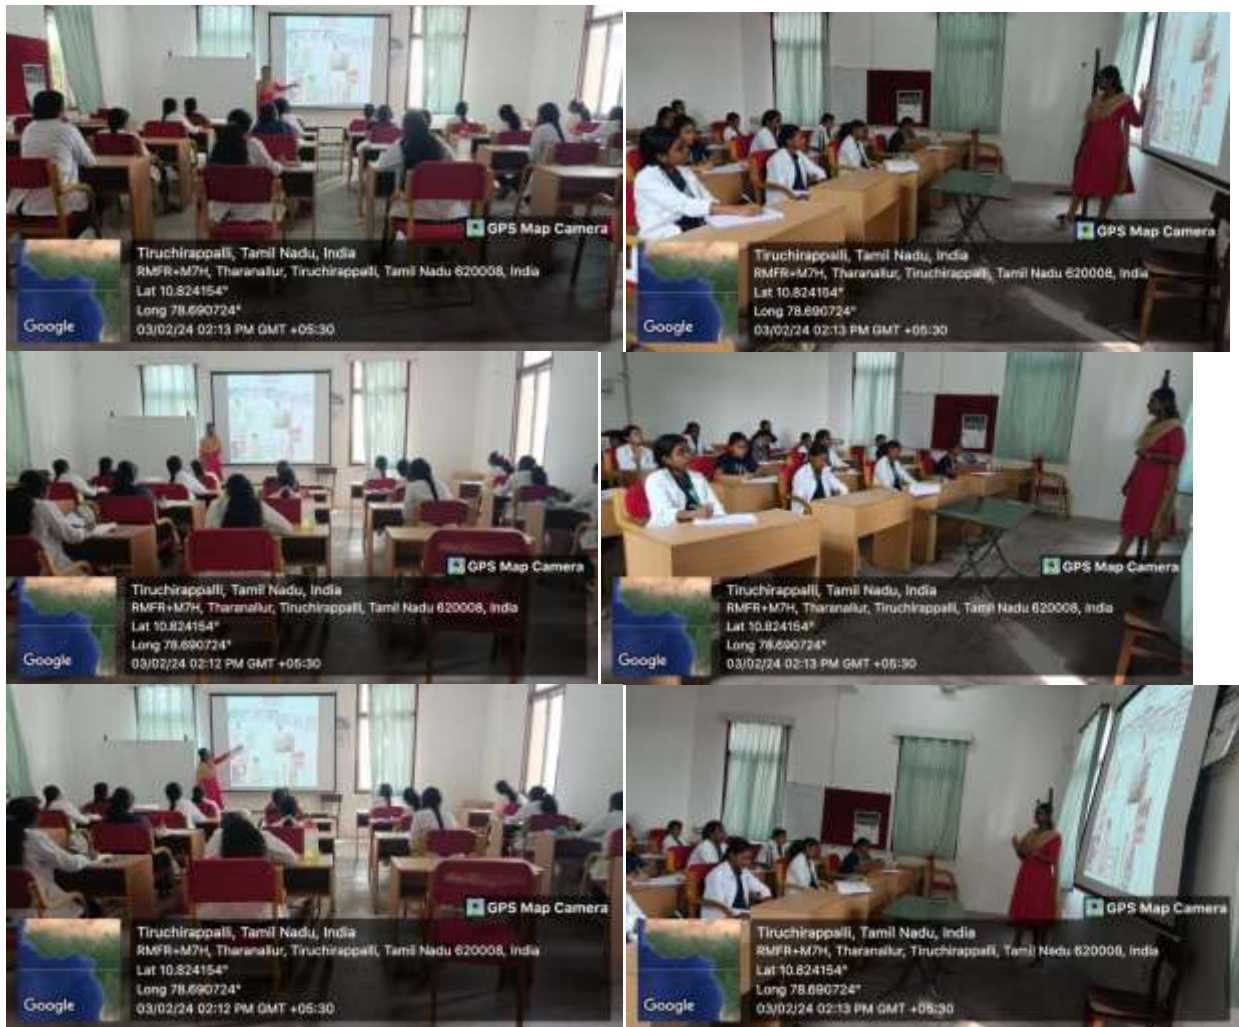 GPS Map Camera
Tiruchirappalli, Tamil Nadu, India
RMFR+M7H, Tharanallur, Tiruchirappalli, Tamil Nadu 620008, India
Lat 10.824154°
Long 78.690724°
03/02/24 02:13 PM GMT +05:30
Google
GPS Map Camera
Tiruchirappalli, Tamil Nadu, India
RMFR+M7H, Tharanallur, Tiruchirappalli, Tamil Nadu 620008, India
Lat 10.824154°
Long 78.690724°
03/02/24 02:13 PM GMT +05:30
Google
GPS Map Camera
Tiruchirappalli, Tamil Nadu, India
RMFR+M7H, Tharanallur, Tiruchirappalli, Tamil Nadu 620008, India
Lat 10.824154°
Long 78.690724°
03/02/24 02:12 PM GMT +05:30
Google
GPS Map Camera
Tiruchirappalli, Tamil Nadu, India
RMFR+M7H, Tharanallur, Tiruchirappalli, Tamil Nadu 620008, India
Lat 10.824154°
Long 78.690724°
03/02/24 02:13 PM GMT +05:30
Google
GPS Map Camera
Tiruchirappalli, Tamil Nadu, India
RMFR+M7H, Tharanallur, Tiruchirappalli, Tamil Nadu 620008, India
Lat 10.824154°
Long 78.690724°
03/02/24 02:12 PM GMT +05:30
Google
GPS Map Camera
Tiruchirappalli, Tamil Nadu, India
RMFR+M7H, Tharanallur, Tiruchirappalli, Tamil Nadu 620008, India
Lat 10.824154°
Long 78.690724°
03/02/24 02:13 PM GMT +05:30
Google